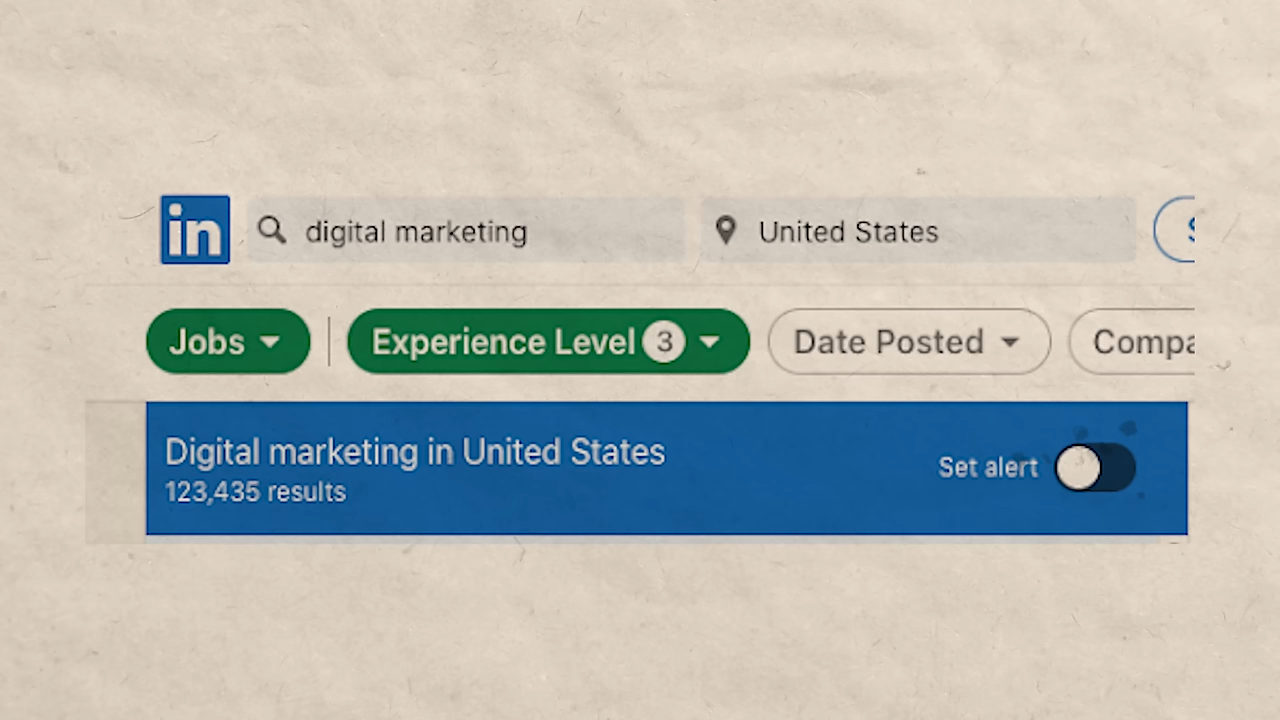 in digital marketing United States
Jobs Experience Level 3 Date Posted Compa
Digital marketing in United States
123,435 results
Set alert